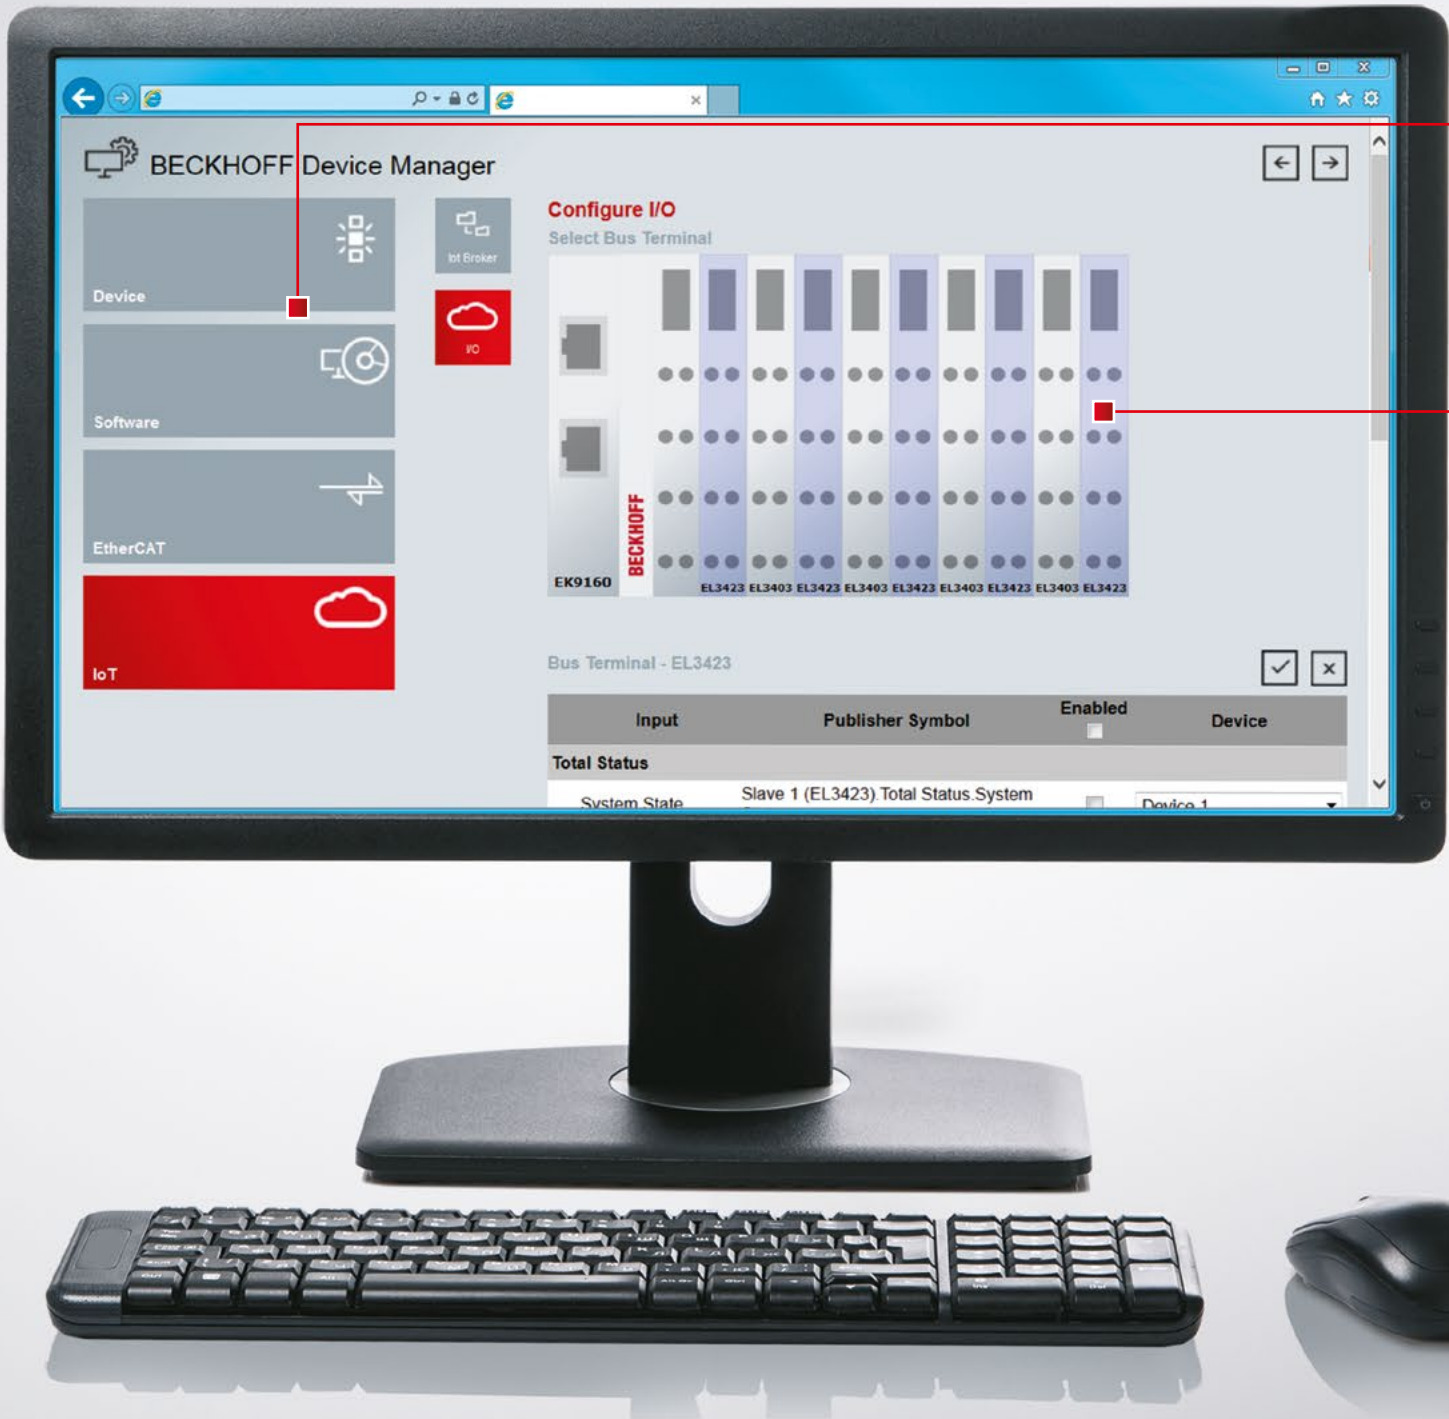 BECKHOFF Device Manager
Device
Software
EtherCAT
IoT
Iot Broker
I/O
Configure I/O
Select Bus Terminal
EK9160
BECKHOFF
EL3423 EL3403 EL3423 EL3403 EL3423 EL3403 EL3423 EL3403 EL3423
Bus Terminal - EL3423
Input Publisher Symbol Enabled Device
Total Status
System State Slave 1 (EL3423).Total Status.System Device 1